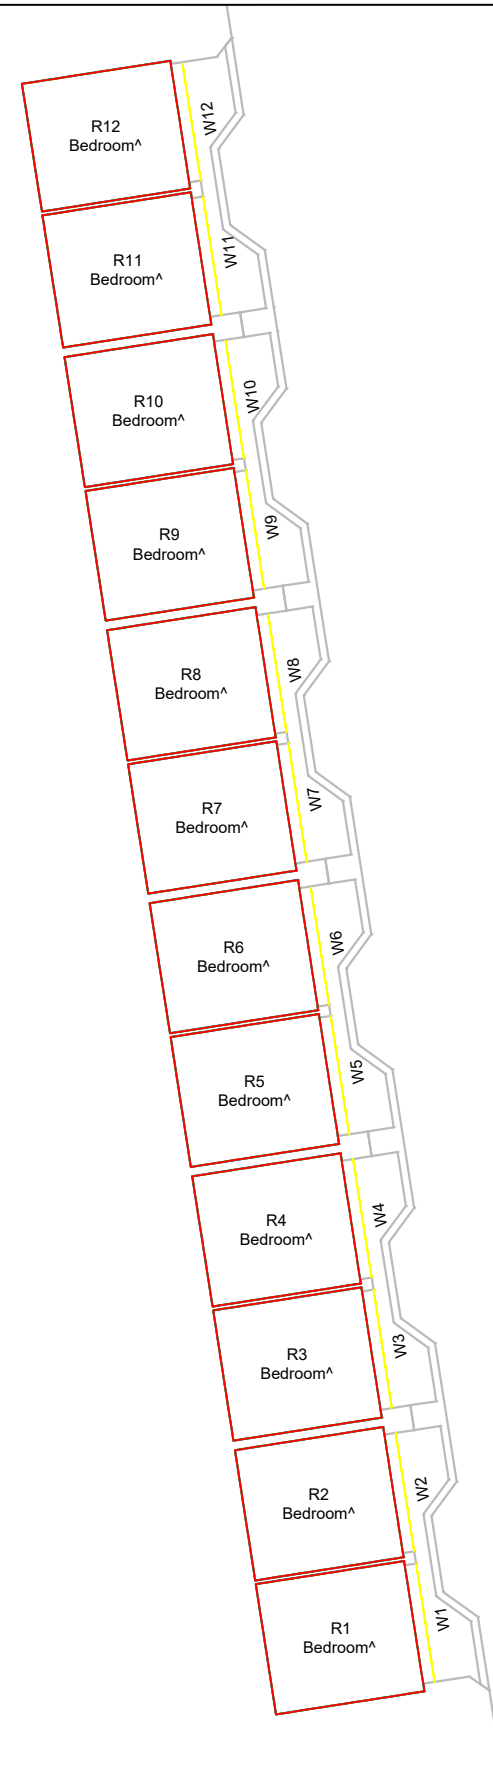 R12
Bedroom^
W12
R11
Bedroom^
W11
R10
Bedroom^
W10
R9
Bedroom^
W9
R8
Bedroom^
W8
R7
Bedroom^
W7
R6
Bedroom^
W6
R5
Bedroom^
W5
R4
Bedroom^
W4
R3
Bedroom^
W3
R2
Bedroom^
W2
R1
Bedroom^
W1